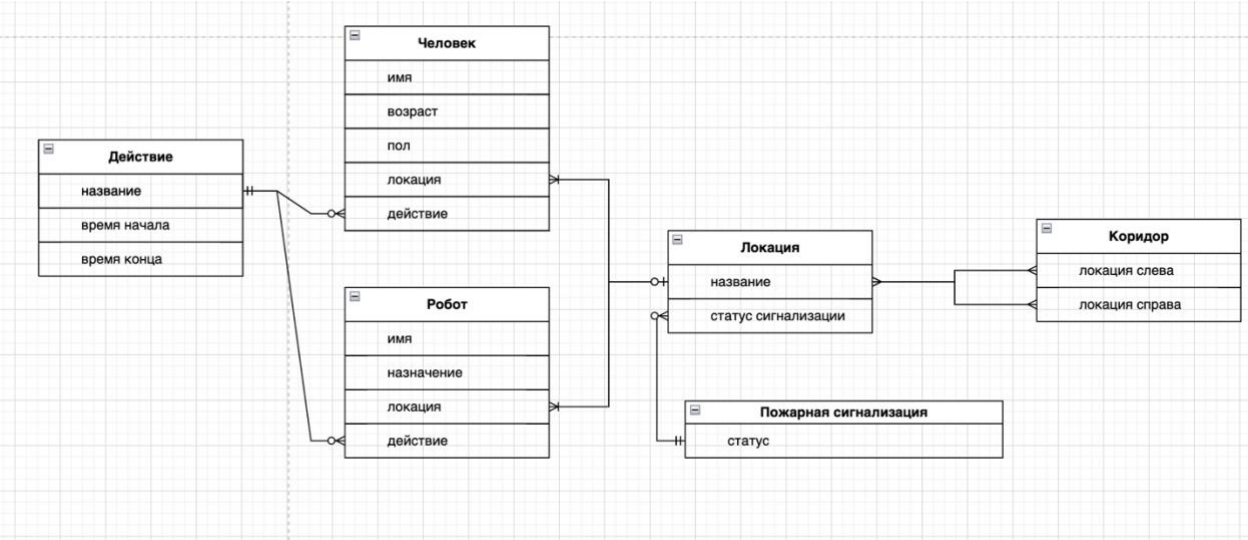 Действие
название
время начала
время конца
Человек
имя
возраст
пол
локация
действие
Робот
имя
назначение
локация
действие
Локация
название
статус сигнализации
Пожарная сигнализация
статус
Коридор
локация слева
локация справа